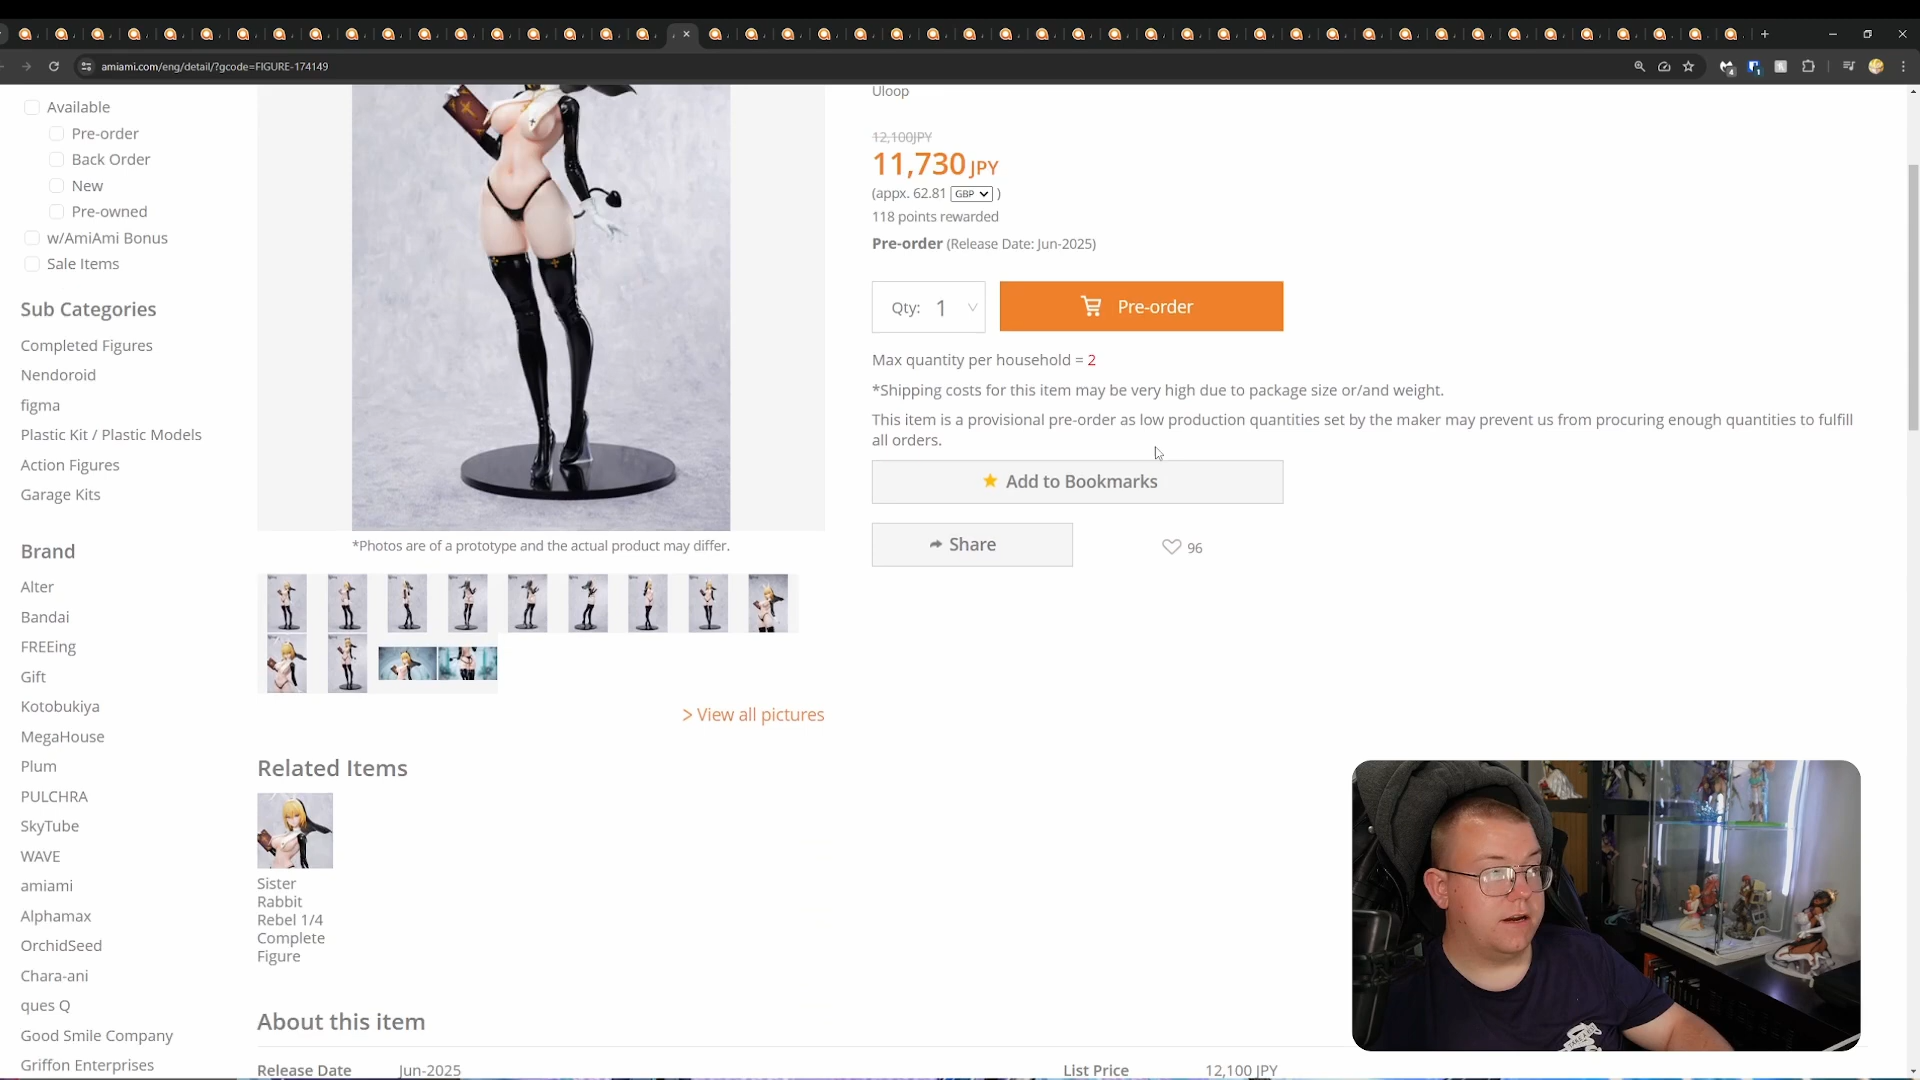 amiami.com/eng/detail/?gcode=FIGURE-174149
Available
Pre-order
Back Order
New
Pre-owned
w/AmiAmi Bonus
Sale Items
Sub Categories
Completed Figures
Nendoroid
figma
Plastic Kit / Plastic Models
Action Figures
Garage Kits
Brand
Alter
Bandai
FREEing
Gift
Kotobukiya
MegaHouse
Plum
PULCHRA
SkyTube
WAVE
amiami
Alphamax
OrchidSeed
Chara-ani
ques Q
Good Smile Company
Griffon Enterprises
*Photos are of a prototype and the actual product may differ.
> View all pictures
Related Items
Sister
Rabbit
Rebel 1/4
Complete
Figure
About this item
Release Date Jun-2025
List Price 12,100 JPY
Uloop
12,100JPY
11,730 JPY
(appx. 62.81 GBP )
118 points rewarded
Pre-order (Release Date: Jun-2025)
Qty: 1
Pre-order
Max quantity per household = 2
*Shipping costs for this item may be very high due to package size or/and weight.
This item is a provisional pre-order as low production quantities set by the maker may prevent us from procuring enough quantities to fulfill
all orders.
Add to Bookmarks
Share
96